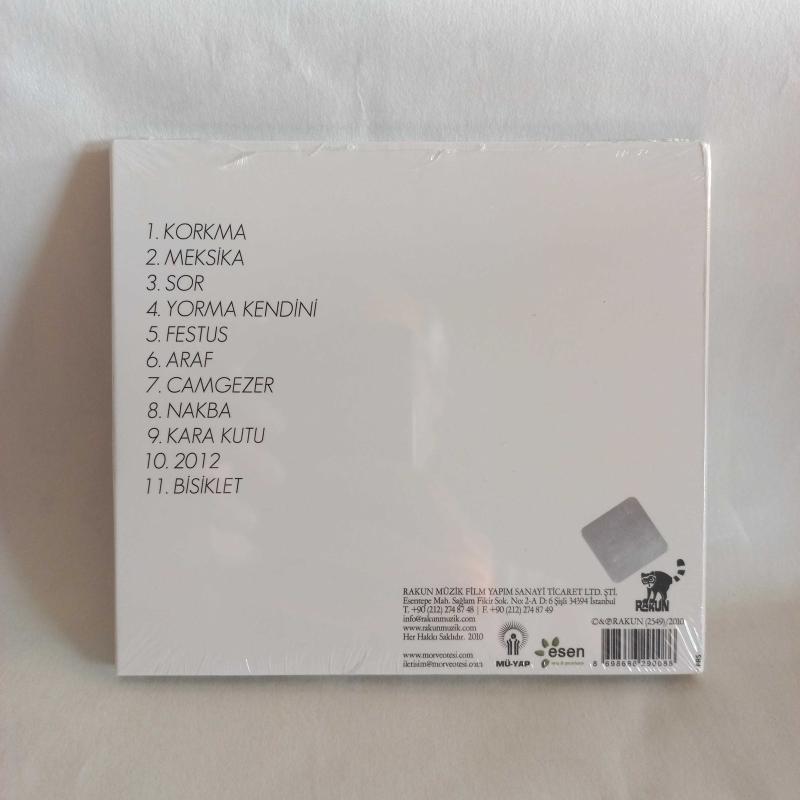 1. KORKMA
2. MEKSİKA
3. SOR
4. YORMA KENDİNİ
5. FESTUS
6. ARAF
7. CAMGEZER
8. NAKBA
9. KARA KUTU
10. 2012
11. BİSİKLET
RAKUN MÜZİK FİLM YAPIM SANAYİ TİCARET LTD. ŞTİ.
Esentepe Mah. Sağlam Fikir Sok. No: 2-A D: 6 Şişli 34394 İstanbul
T. +90 (212) 274 87 48 | F. +90 (212) 274 87 49
info@rakunmuzik.com
www.rakunmuzik.com
Her Hakkı Saklıdır. 2010
www.morveotesi.com
iletisim@morveotesi.com
MÜ-YAP
esen
RAKUN
©&℗RAKUN (2549)/2010
8 698680 290088